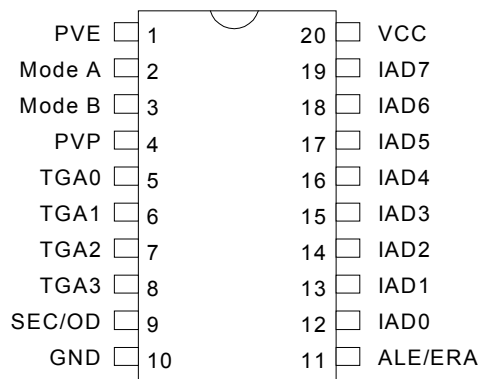 PVE 1 20 VCC
Mode A 2 19 IAD7
Mode B 3 18 IAD6
PVP 4 17 IAD5
TGA0 5 16 IAD4
TGA1 6 15 IAD3
TGA2 7 14 IAD2
TGA3 8 13 IAD1
SEC/OD 9 12 IAD0
GND 10 11 ALE/ERA